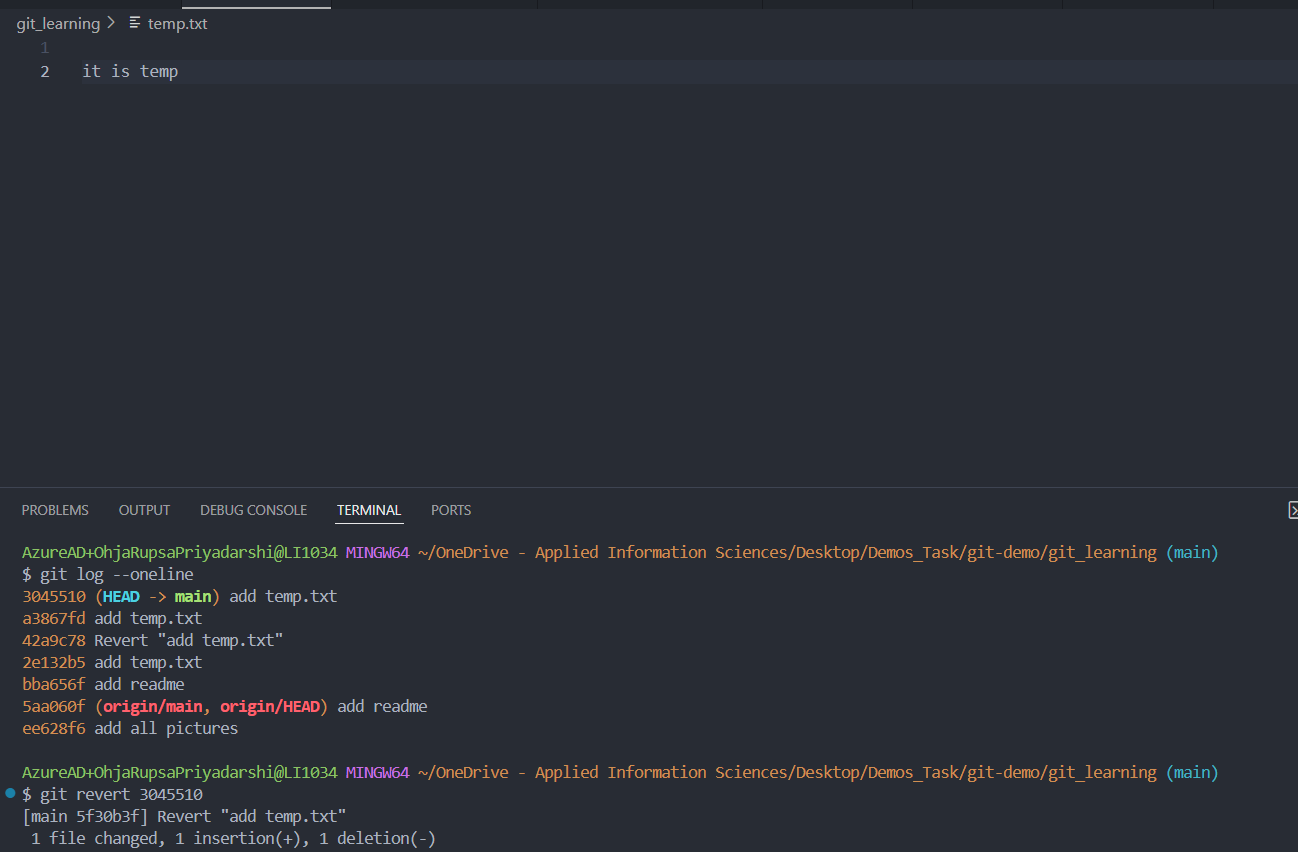 git_learning > temp.txt
1
2 it is temp
PROBLEMS OUTPUT DEBUG CONSOLE TERMINAL PORTS
AzureAD+OhjaRupsaPriyadarshi@LI1034 MINGW64 ~/OneDrive - Applied Information Sciences/Desktop/Demos_Task/git-demo/git_learning (main)
$ git log --oneline
3045510 (HEAD -> main) add temp.txt
a3867fd add temp.txt
42a9c78 Revert "add temp.txt"
2e132b5 add temp.txt
bba656f add readme
5aa060f (origin/main, origin/HEAD) add readme
ee628f6 add all pictures
AzureAD+OhjaRupsaPriyadarshi@LI1034 MINGW64 ~/OneDrive - Applied Information Sciences/Desktop/Demos_Task/git-demo/git_learning (main)
$ git revert 3045510
[main 5f30b3f] Revert "add temp.txt"
1 file changed, 1 insertion(+), 1 deletion(-)